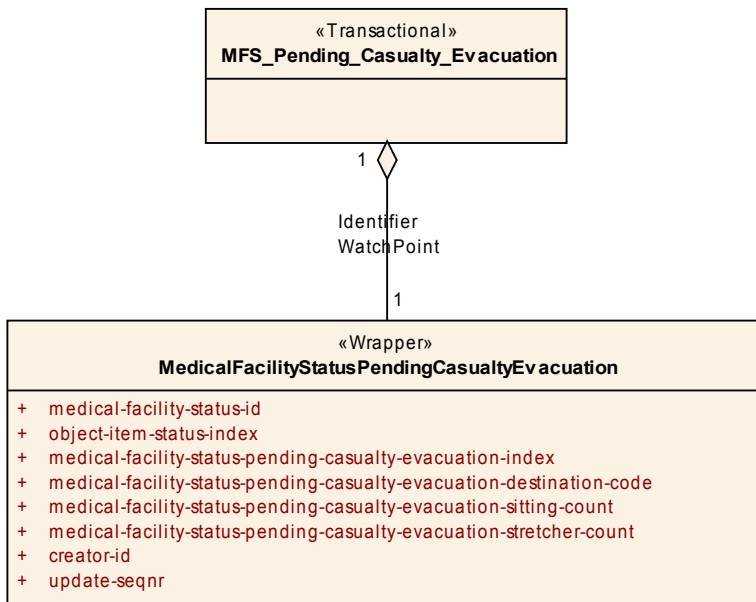 «Transactional»
MFS_Pending_Casualty_Evacuation
1
Identifier
WatchPoint
1
«Wrapper»
MedicalFacilityStatusPendingCasualtyEvacuation
+ medical-facility-status-id
+ object-item-status-index
+ medical-facility-status-pending-casualty-evacuation-index
+ medical-facility-status-pending-casualty-evacuation-destination-code
+ medical-facility-status-pending-casualty-evacuation-sitting-count
+ medical-facility-status-pending-casualty-evacuation-stretcher-count
+ creator-id
+ update-seqnr